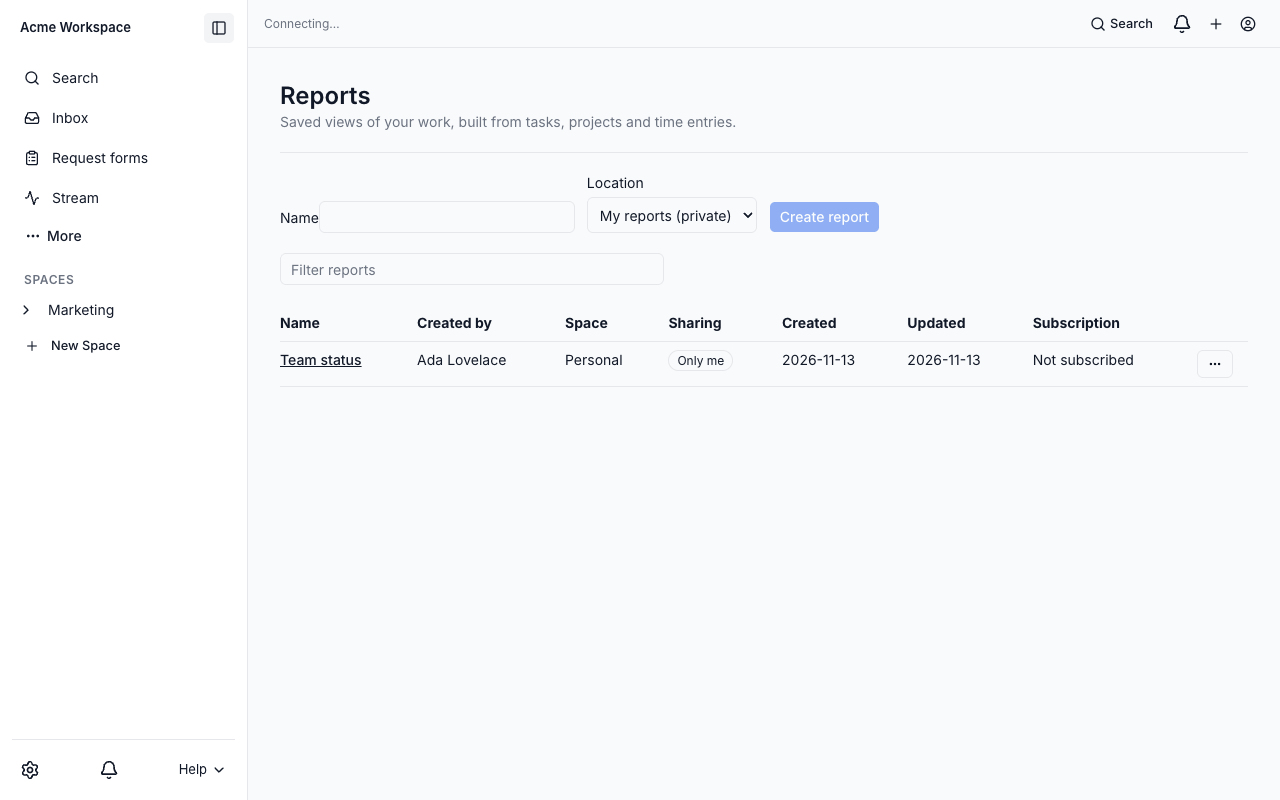 Acme Workspace
Search
Inbox
Request forms
Stream
More
SPACES
Marketing
New Space
Help
Connecting...
Search
Reports
Saved views of your work, built from tasks, projects and time entries.
Name
Location
My reports (private)
Create report
Filter reports
Name Created by Space Sharing Created Updated Subscription
Team status Ada Lovelace Personal Only me 2026-11-13 2026-11-13 Not subscribed